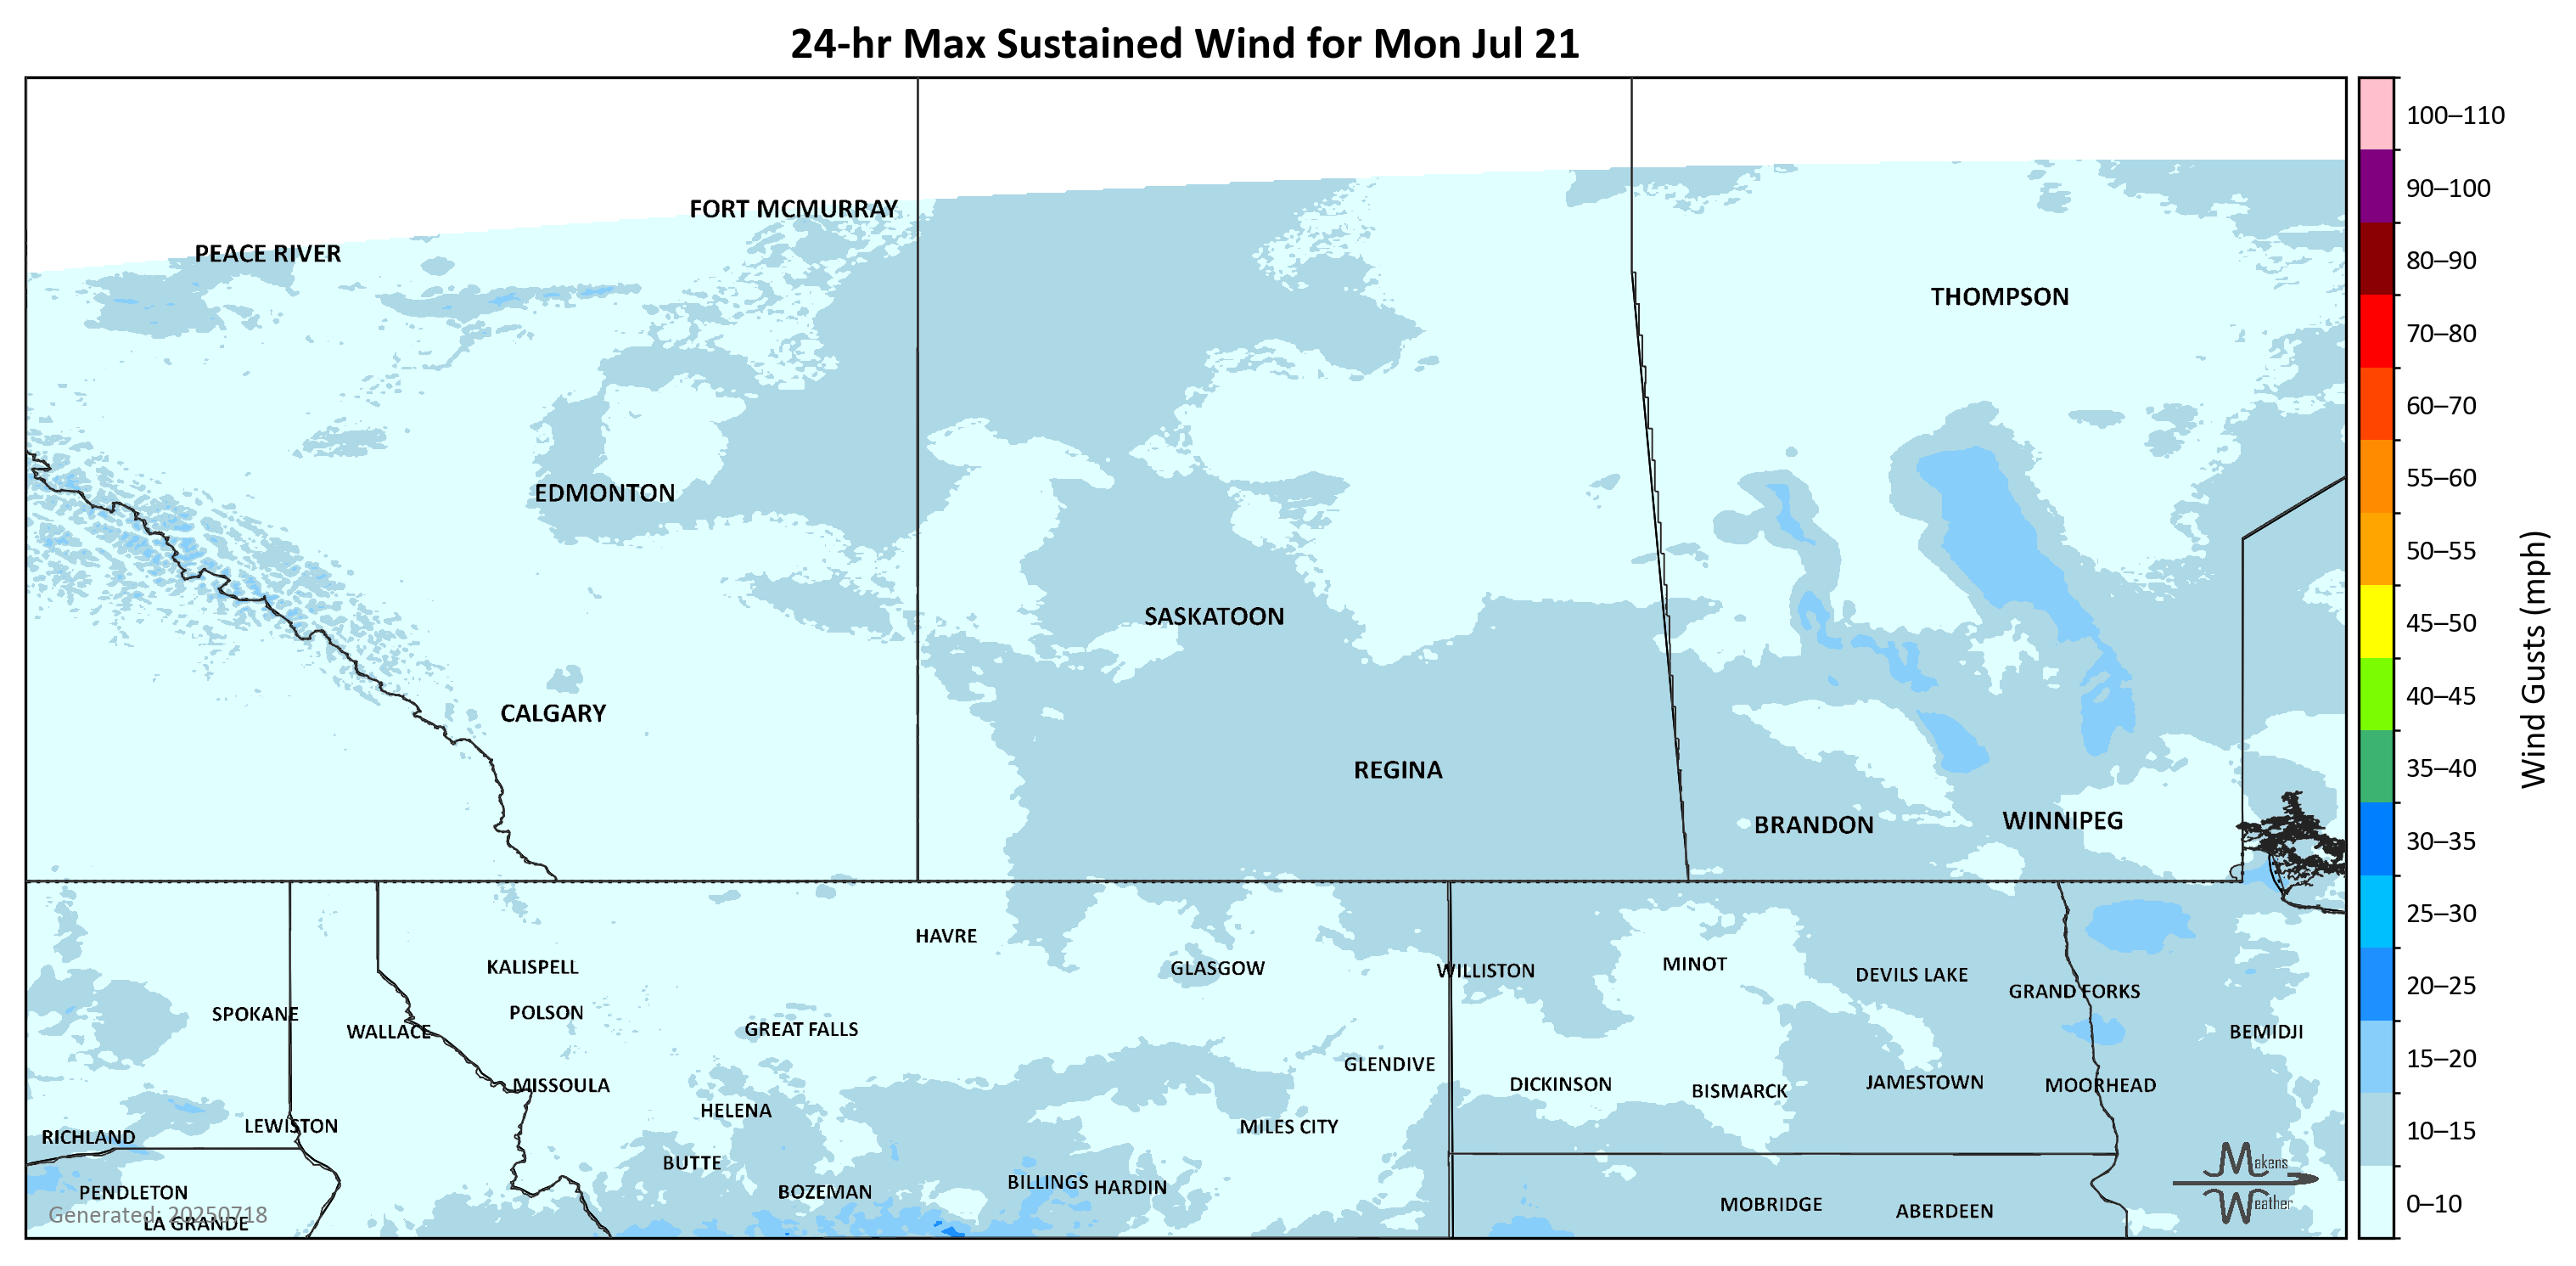 24-hr Max Sustained Wind for Mon Jul 21
100–110
FORT MCMURRAY
90–100
PEACE RIVER
80–90
THOMPSON
70–80
60–70
EDMONTON
55–60
50–55
SASKATOON
45–50
Wind Gusts (mph)
CALGARY
40–45
REGINA
35–40
BRANDON
WINNIPEG
30–35
HAVRE
25–30
KALISPELL
GLASGOW
WILLISTON
MINOT
DEVILS LAKE
20–25
GRAND FORKS
SPOKANE
POLSON
WALLACE
GREAT FALLS
BEMIDJI
15–20
GLENDIVE
MISSOULA
DICKINSON
BISMARCK
JAMESTOWN
MOORHEAD
HELENA
LEWISTON
MILES CITY
10–15
RICHLAND
BUTTE
Makens
PENDLETON
BOZEMAN
BILLINGS
HARDIN
Weather
MOBRIDGE
ABERDEEN
0–10
Generated: 20250718
LA GRANDE